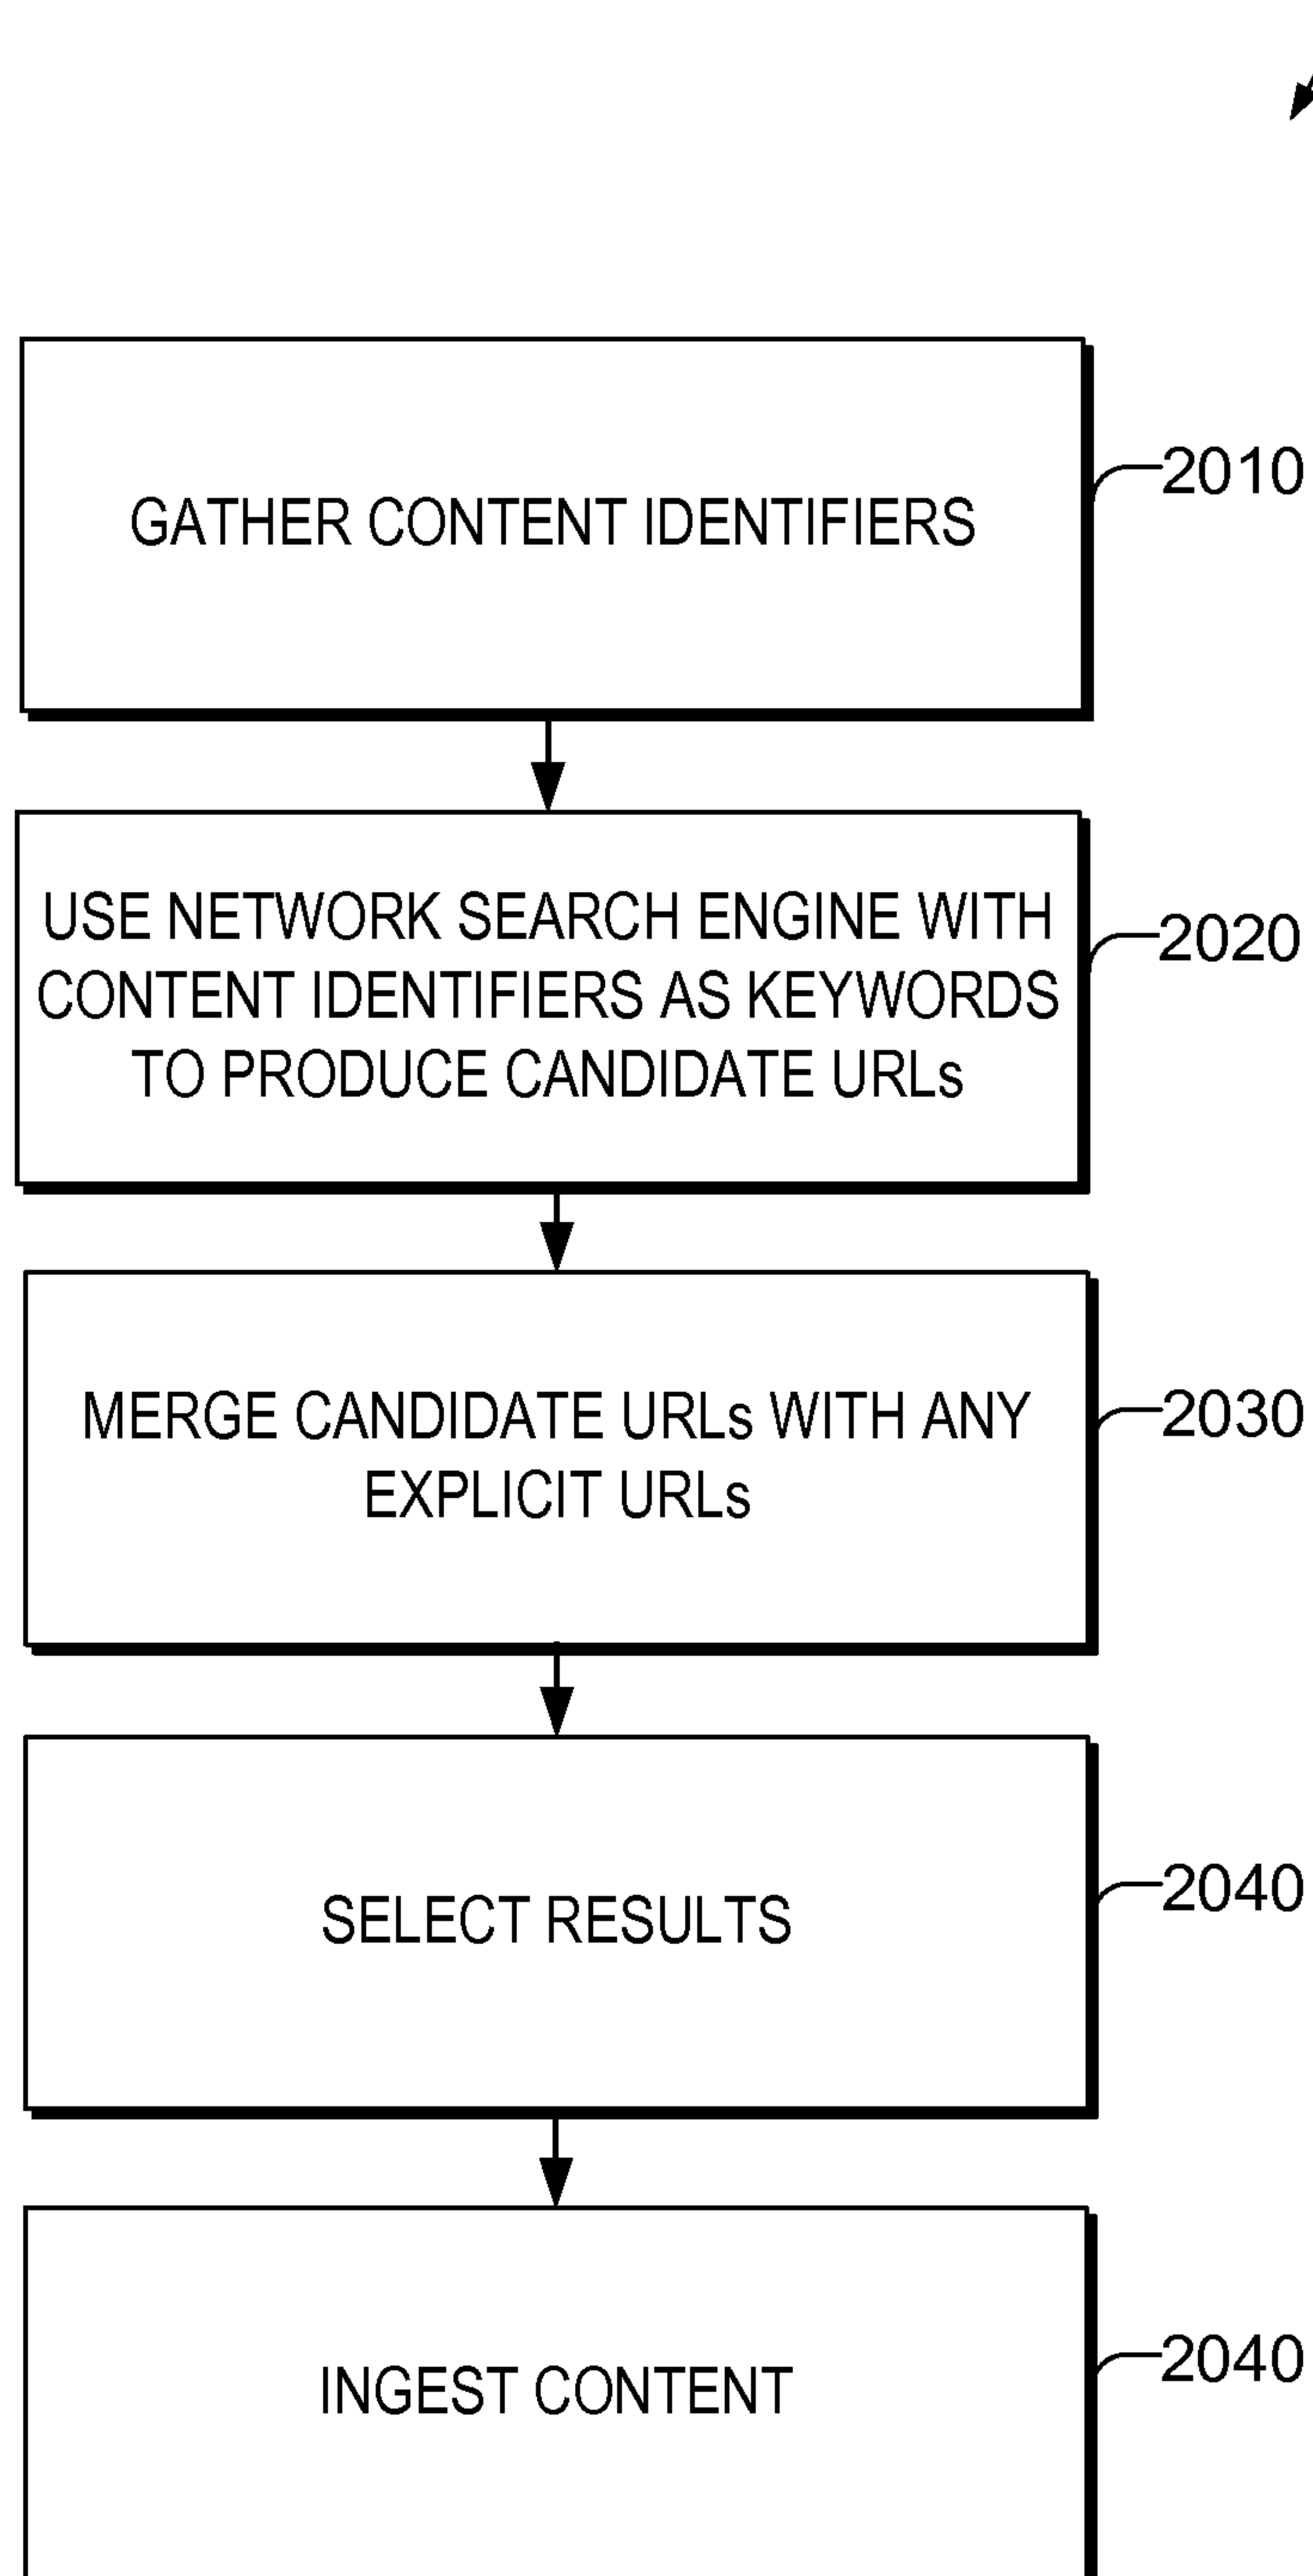 GATHER CONTENT IDENTIFIERS
2010
USE NETWORK SEARCH ENGINE WITH
CONTENT IDENTIFIERS AS KEYWORDS
TO PRODUCE CANDIDATE URLs
2020
MERGE CANDIDATE URLs WITH ANY
EXPLICIT URLs
2030
SELECT RESULTS
2040
INGEST CONTENT
2040